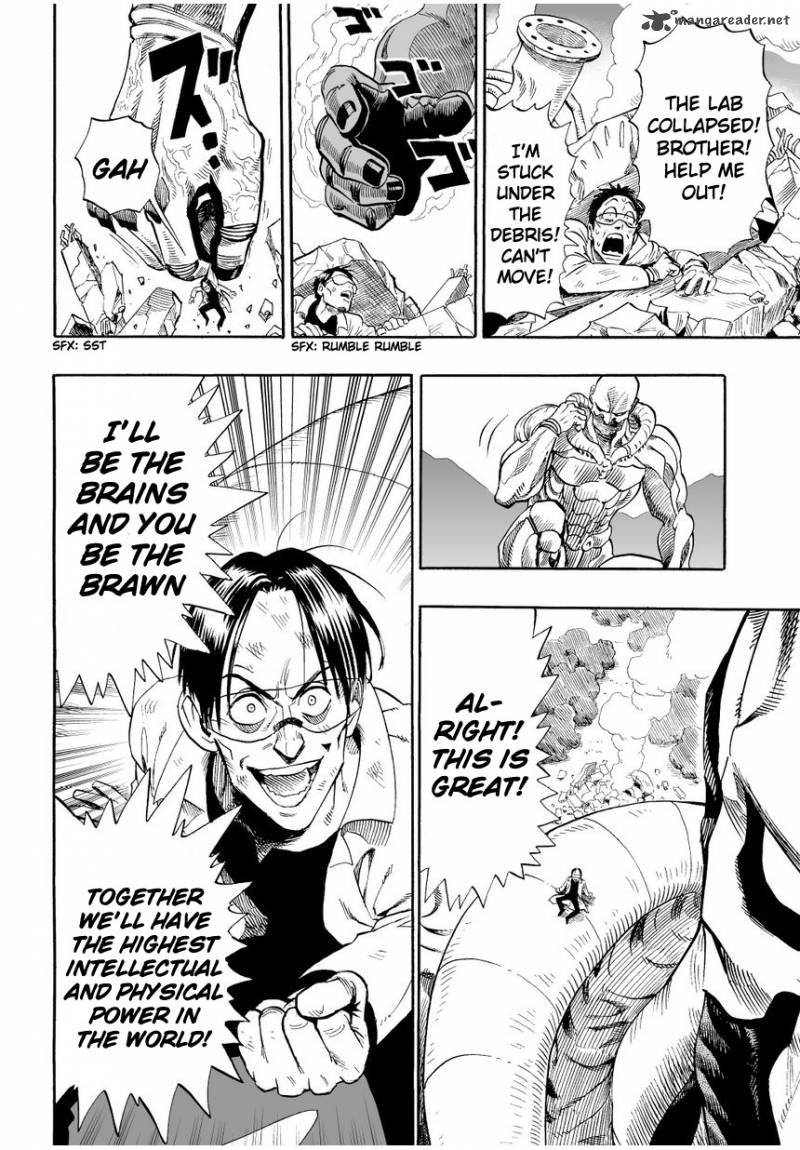 mangareader.net
THE LAB
COLLAPSED!
BROTHER!
HELP ME
OUT!
I'M
STUCK
UNDER
THE
DEBRIS!
CAN'T
MOVE!
ゴ
ゴ
ゴ
SFX: RUMBLE RUMBLE
ズ
GAH
SFX: SST
AL-
RIGHT!
THIS IS
GREAT!
I'LL
BE THE
BRAINS
AND YOU
BE THE
BRAWN
TOGETHER
WE'LL HAVE
THE HIGHEST
INTELLECTUAL
AND PHYSICAL
POWER IN
THE WORLD!